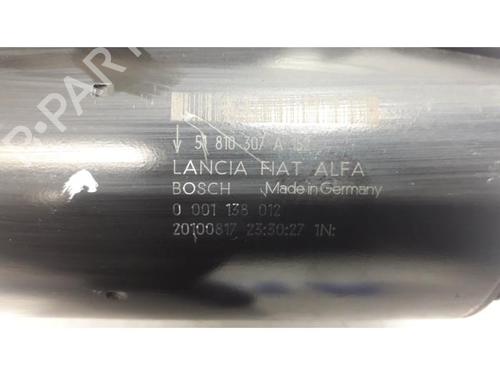 51 810 307 A
LANCIA FIAT ALFA
BOSCH Made in Germany
0 001 138 012
20100817 23:30:27 1N: